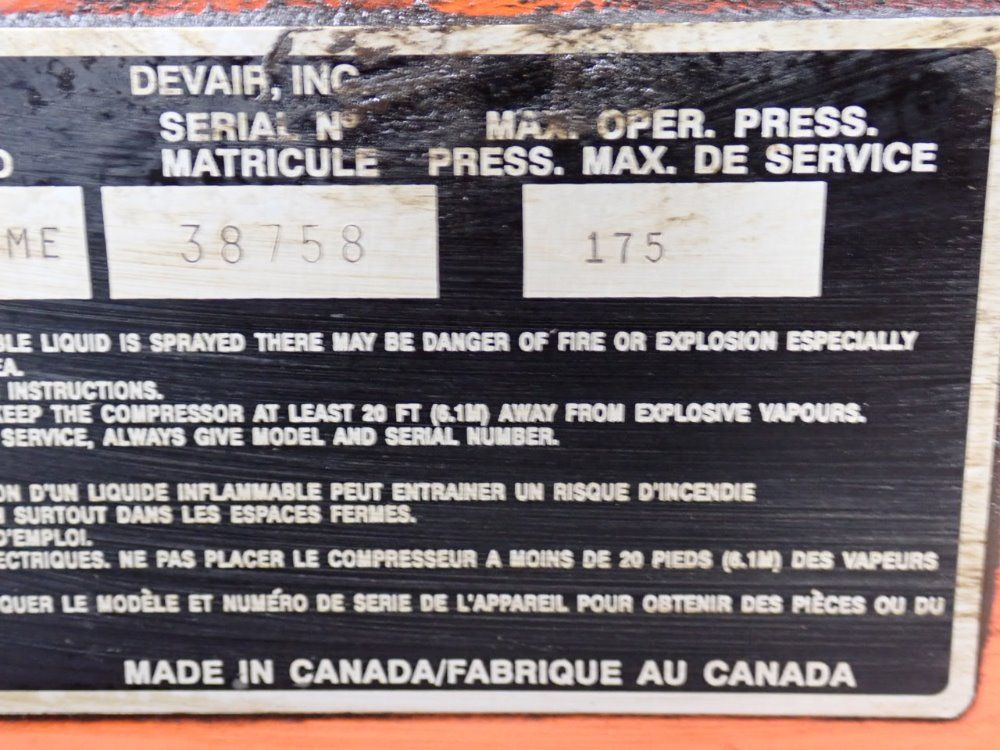 DEVAIR, INC
SERIAL Nº
MAX. OPER. PRESS.
MATRICULE
PRESS. MAX. DE SERVICE
ME
38758
175
BLE LIQUID IS SPRAYED THERE MAY BE DANGER OF FIRE OR EXPLOSION ESPECIALLY
EA.
INSTRUCTIONS.
KEEP THE COMPRESSOR AT LEAST 20 FT (6.1M) AWAY FROM EXPLOSIVE VAPOURS.
SERVICE, ALWAYS GIVE MODEL AND SERIAL NUMBER.
ON D'UN LIQUIDE INFLAMMABLE PEUT ENTRAINER UN RISQUE D'INCENDIE
SURTOUT DANS LES ESPACES FERMES.
D'EMPLOI.
ECTRIQUES. NE PAS PLACER LE COMPRESSEUR A MOINS DE 20 PIEDS (6.1M) DES VAPEURS
QUER LE MODÈLE ET NUMÉRO DE SERIE DE L'APPAREIL POUR OBTENIR DES PIÈCES OU DU
MADE IN CANADA/FABRIQUE AU CANADA